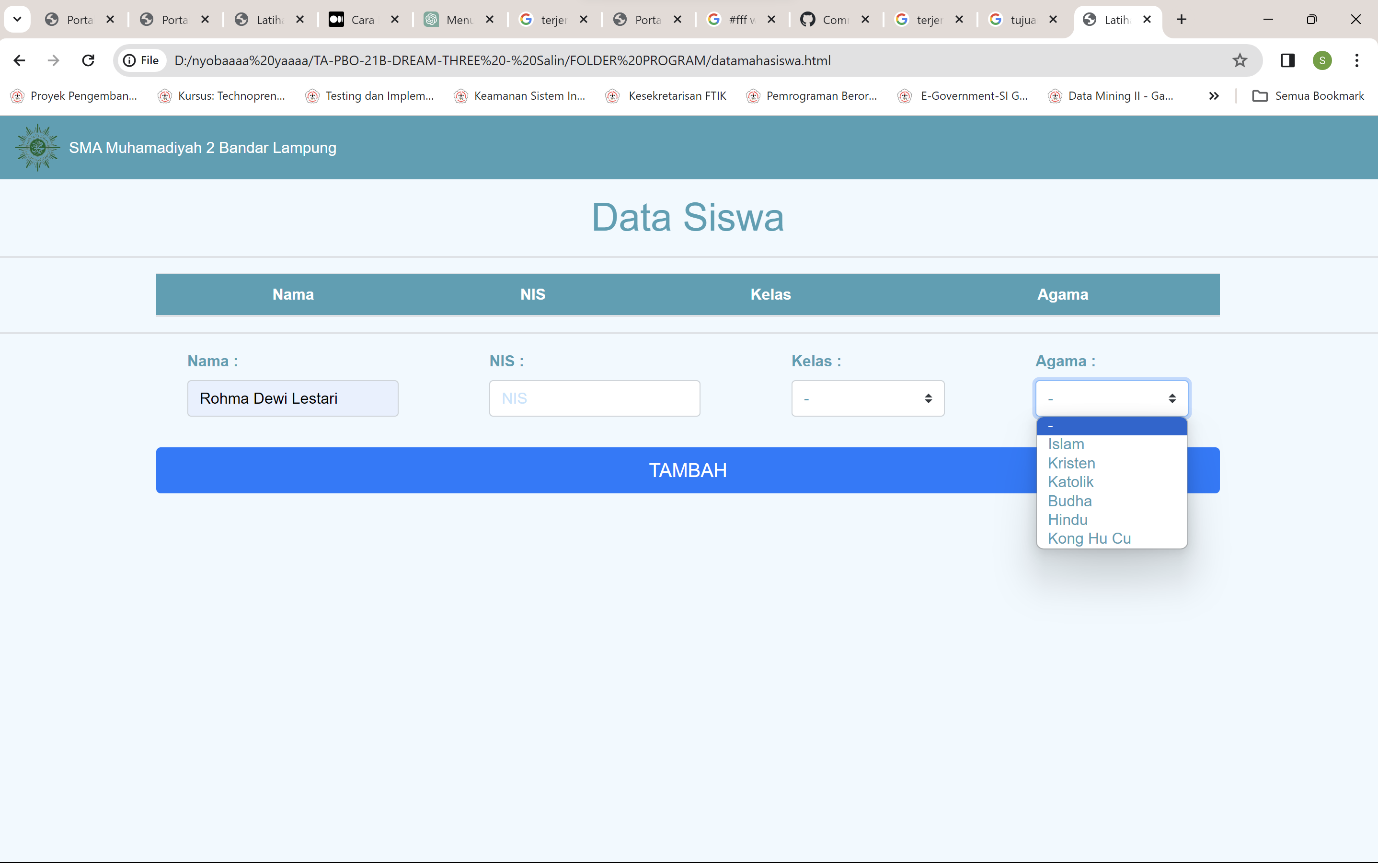 Porta
Porta
Latiha
Cara
Menu
terjer
Porta
#fff w
Comm
terjer
tujua
Latih
File
D:/nyobaaaa%20yaaaa/TA-PBO-21B-DREAM-THREE%20-%20Salin/FOLDER%20PROGRAM/datamahasiswa.html
S
Proyek Pengemban...
Kursus: Technopren...
Testing dan Implem...
Keamanan Sistem In...
Kesekretarisan FTIK
Pemrograman Beror...
E-Government-SI G...
Data Mining II - Ga...
Semua Bookmark
SMA Muhamadiyah 2 Bandar Lampung
Data Siswa
Nama NIS Kelas Agama
Nama : NIS : Kelas : Agama :
Rohma Dewi Lestari NIS - -
-
Islam
Kristen
Katolik
Budha
Hindu
Kong Hu Cu
TAMBAH